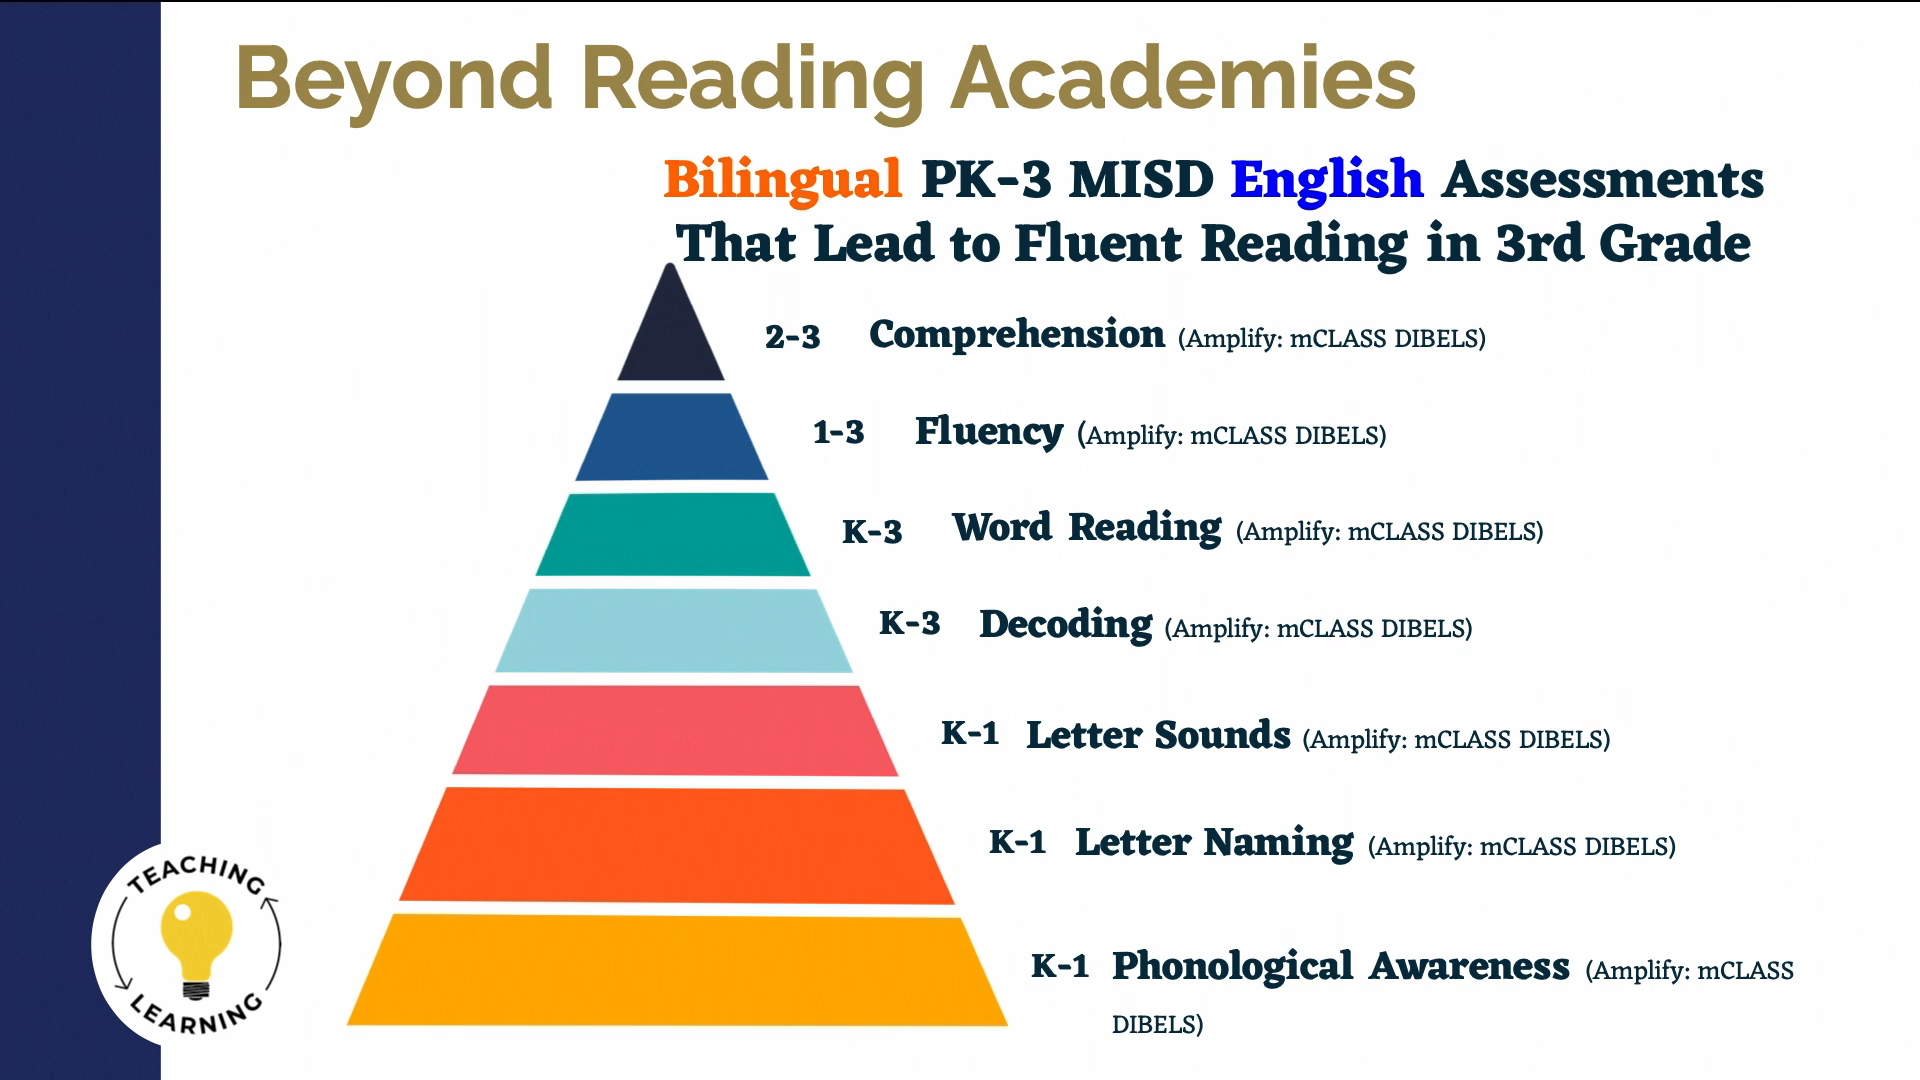 Beyond Reading Academies
Bilingual PK-3 MISD English Assessments
That Lead to Fluent Reading in 3rd Grade
2-3 Comprehension (Amplify: mCLASS DIBELS)
1-3 Fluency (Amplify: mCLASS DIBELS)
K-3 Word Reading (Amplify: mCLASS DIBELS)
K-3 Decoding (Amplify: mCLASS DIBELS)
K-1 Letter Sounds (Amplify: mCLASS DIBELS)
K-1 Letter Naming (Amplify: mCLASS DIBELS)
K-1 Phonological Awareness (Amplify: mCLASS
DIBELS)
TEACHING
LEARNING